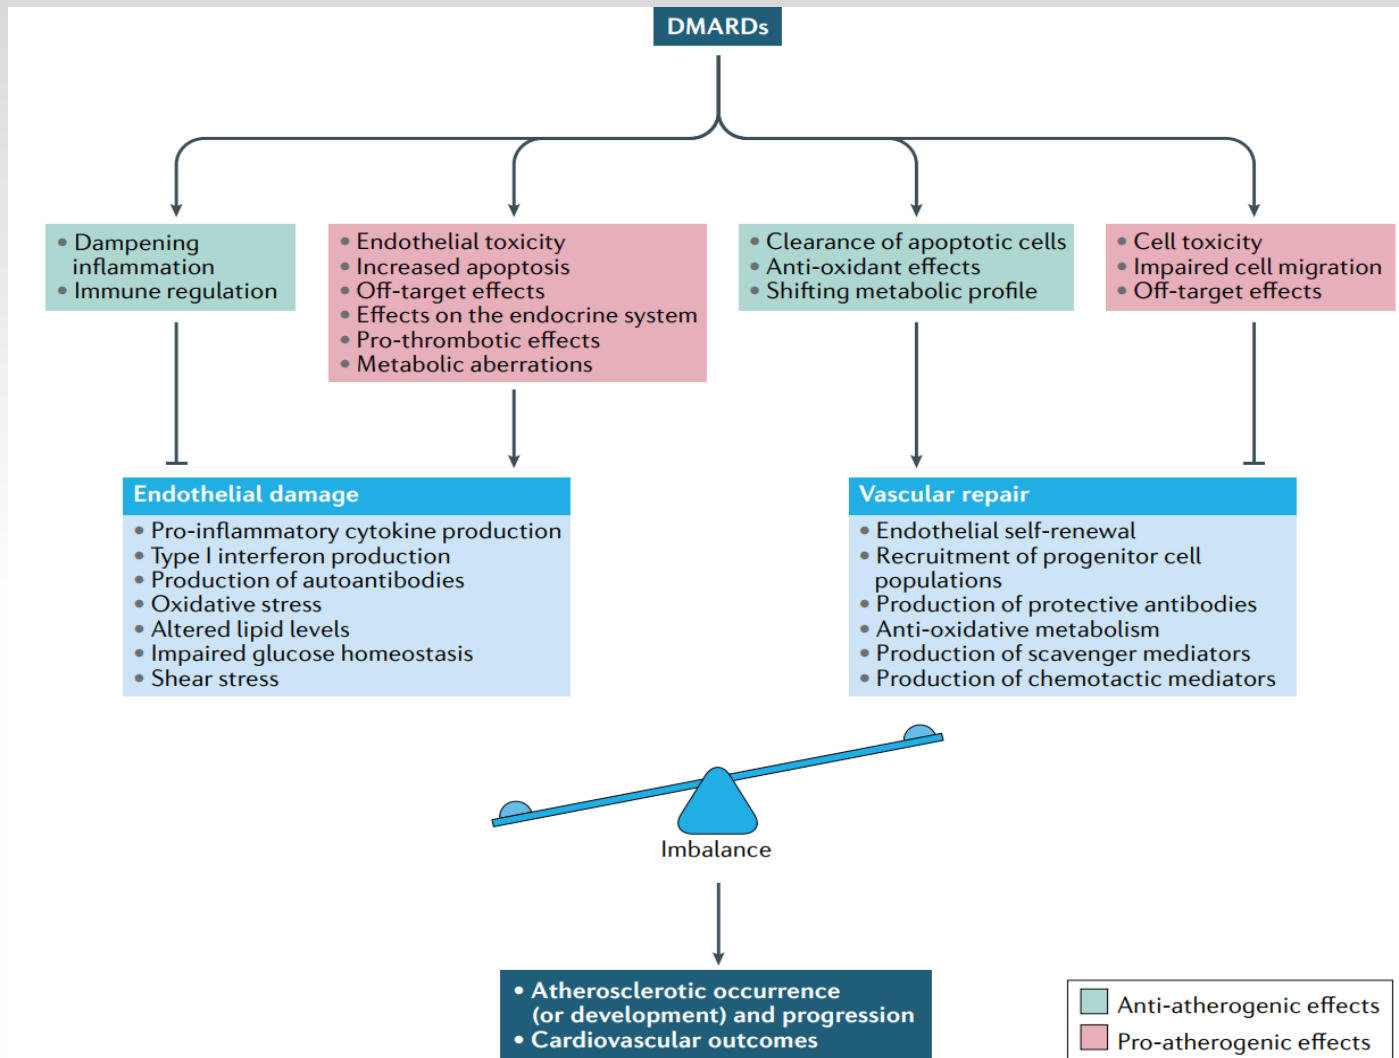 DMARDs
• Dampening
inflammation
• Immune regulation
• Endothelial toxicity
• Increased apoptosis
• Off-target effects
• Effects on the endocrine system
• Pro-thrombotic effects
• Metabolic aberrations
• Clearance of apoptotic cells
• Anti-oxidant effects
• Shifting metabolic profile
• Cell toxicity
• Impaired cell migration
• Off-target effects
Endothelial damage
• Pro-inflammatory cytokine production
• Type I interferon production
• Production of autoantibodies
• Oxidative stress
• Altered lipid levels
• Impaired glucose homeostasis
• Shear stress
Vascular repair
• Endothelial self-renewal
• Recruitment of progenitor cell
populations
• Production of protective antibodies
• Anti-oxidative metabolism
• Production of scavenger mediators
• Production of chemotactic mediators
Imbalance
• Atherosclerotic occurrence
(or development) and progression
• Cardiovascular outcomes
Anti-atherogenic effects
Pro-atherogenic effects